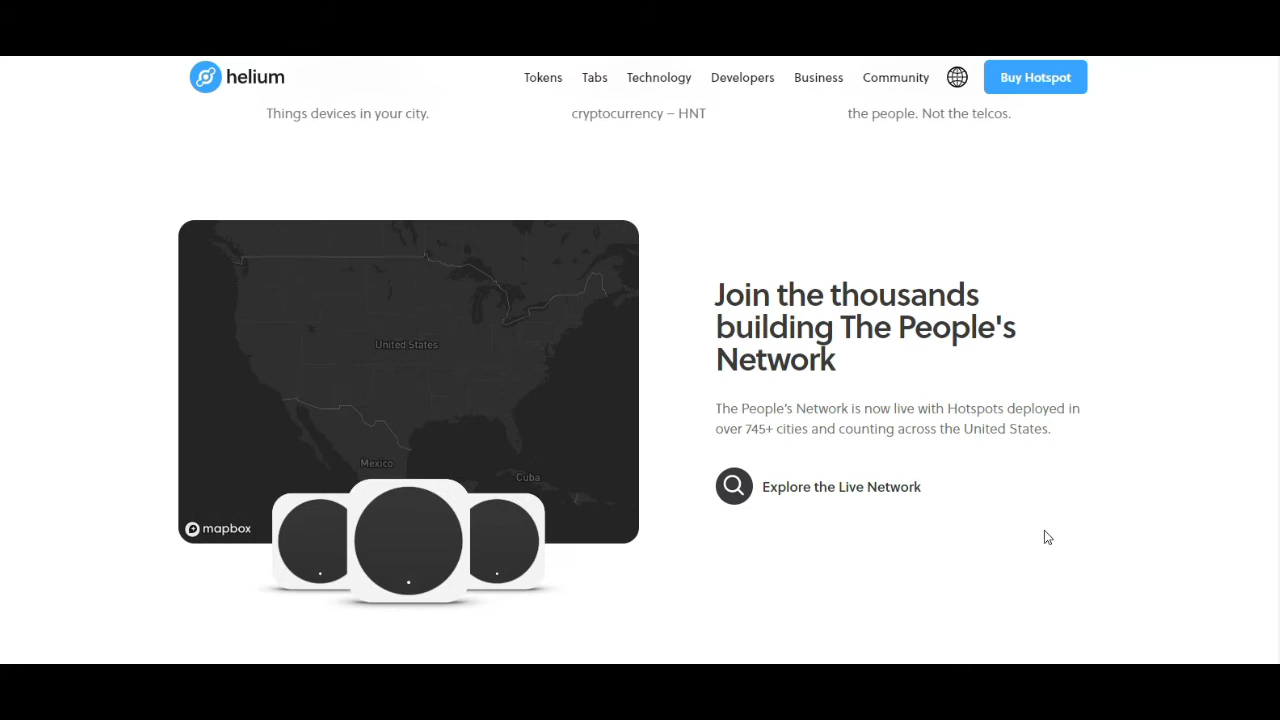 helium
Tokens
Tabs
Technology
Developers
Business
Community
Buy Hotspot
Things devices in your city.
cryptocurrency – HNT
the people. Not the telcos.
United States
Mexico
Cuba
mapbox
Join the thousands
building The People's
Network
The People's Network is now live with Hotspots deployed in
over 745+ cities and counting across the United States.
Explore the Live Network